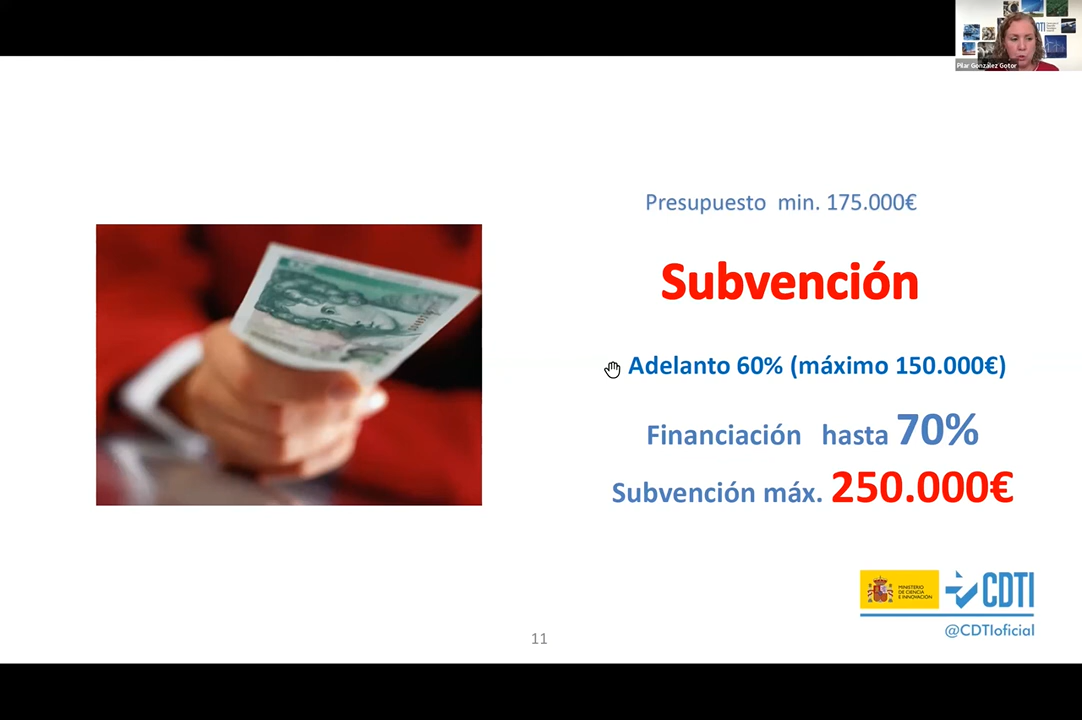 Pilar González Gotor
Presupuesto min. 175.000€
Subvención
Adelanto 60% (máximo 150.000€)
Financiación hasta 70%
Subvención máx. 250.000€
MINISTERIO
DE CIENCIA
E INNOVACIÓN
CDTI
@CDTIoficial
11